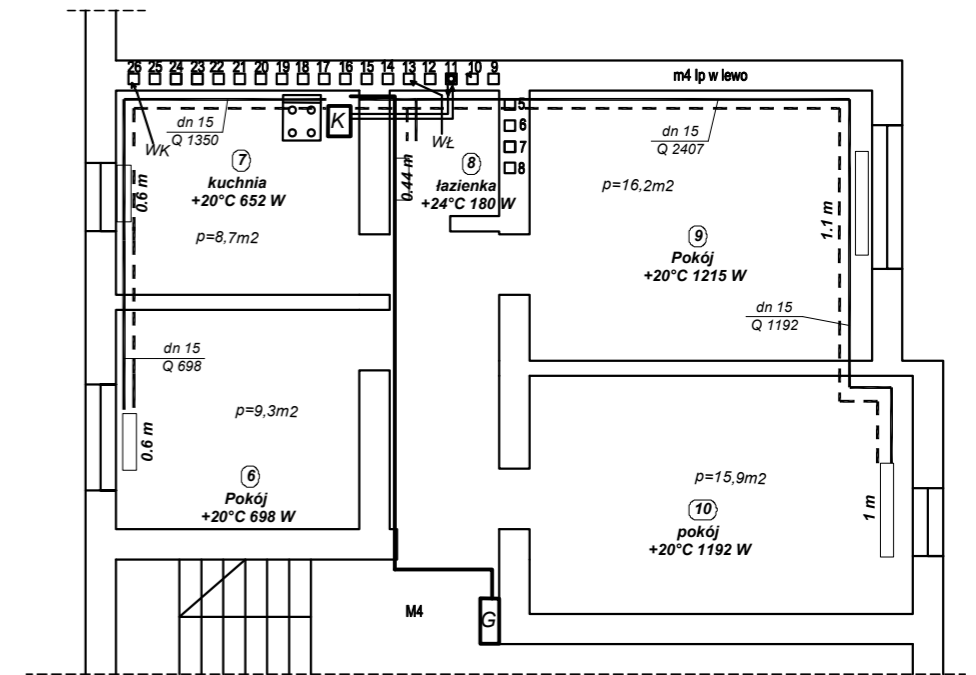 26 25 24 23 22 21 20 19 18 17 16 15 14 13 12 11 10 9
m4 Ip w lewo
dn 15
Q 1350
WK
K
WŁ
5
6
7
8
dn 15
Q 2407
7
kuchnia
+20°C 652 W
p=8,7m2
0.6 m
0.44 m
8
łazienka
+24°C 180 W
p=16,2m2
9
Pokój
+20°C 1215 W
1.1 m
dn 15
Q 1192
dn 15
Q 698
p=9,3m2
0.6 m
6
Pokój
+20°C 698 W
p=15,9m2
10
pokój
+20°C 1192 W
1 m
M4
G